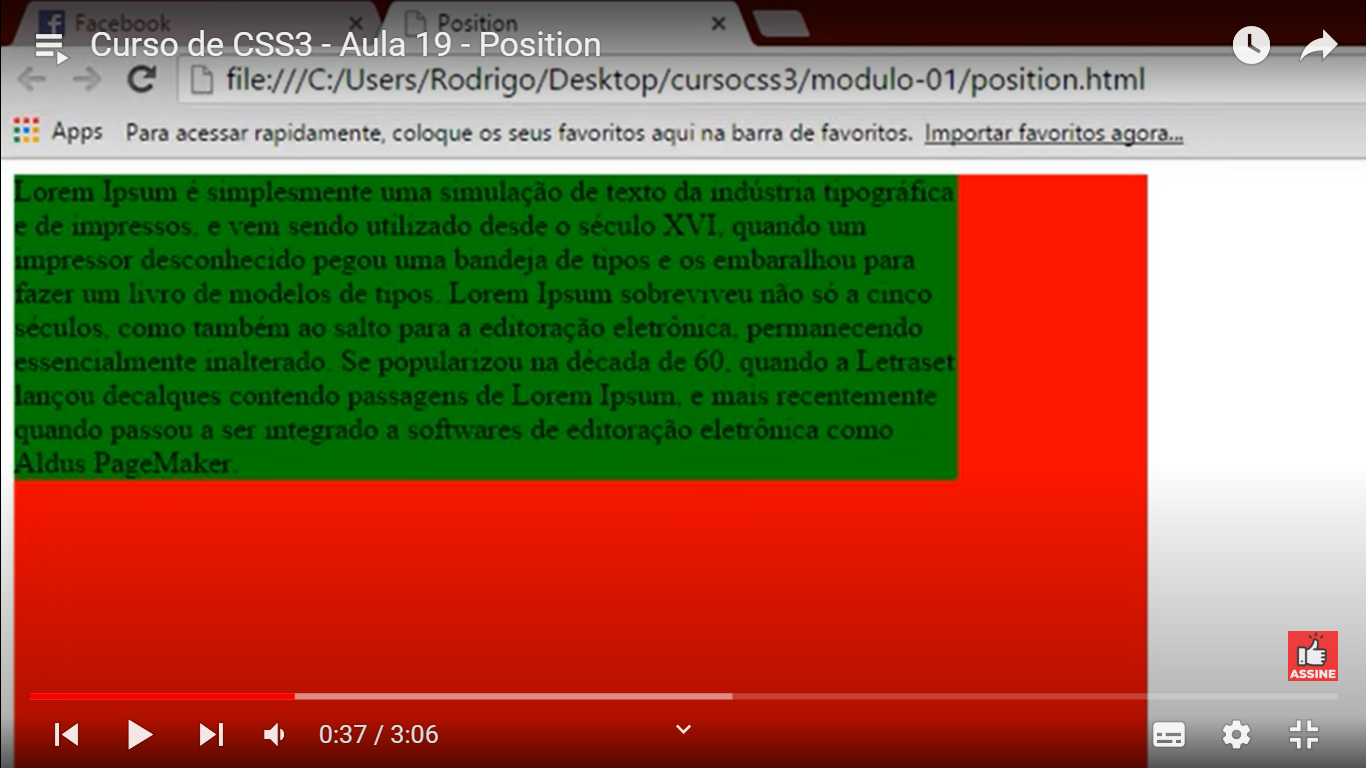 Facebook
Position
Curso de CSS3 - Aula 19 - Position
file:///C:/Users/Rodrigo/Desktop/cursocss3/modulo-01/position.html
Apps Para acessar rapidamente, coloque os seus favoritos aqui na barra de favoritos. Importar favoritos agora...
Lorem Ipsum é simplesmente uma simulação de texto da indústria tipográfica
e de impressos, e vem sendo utilizado desde o século XVI, quando um
impressor desconhecido pegou uma bandeja de tipos e os embaralhou para
fazer um livro de modelos de tipos. Lorem Ipsum sobreviveu não só a cinco
séculos, como também ao salto para a editoração eletrônica, permanecendo
essencialmente inalterado. Se popularizou na década de 60, quando a Letraset
lançou decalques contendo passagens de Lorem Ipsum, e mais recentemente
quando passou a ser integrado a softwares de editoração eletrônica como
Aldus PageMaker.
ASSINE
0:37 / 3:06